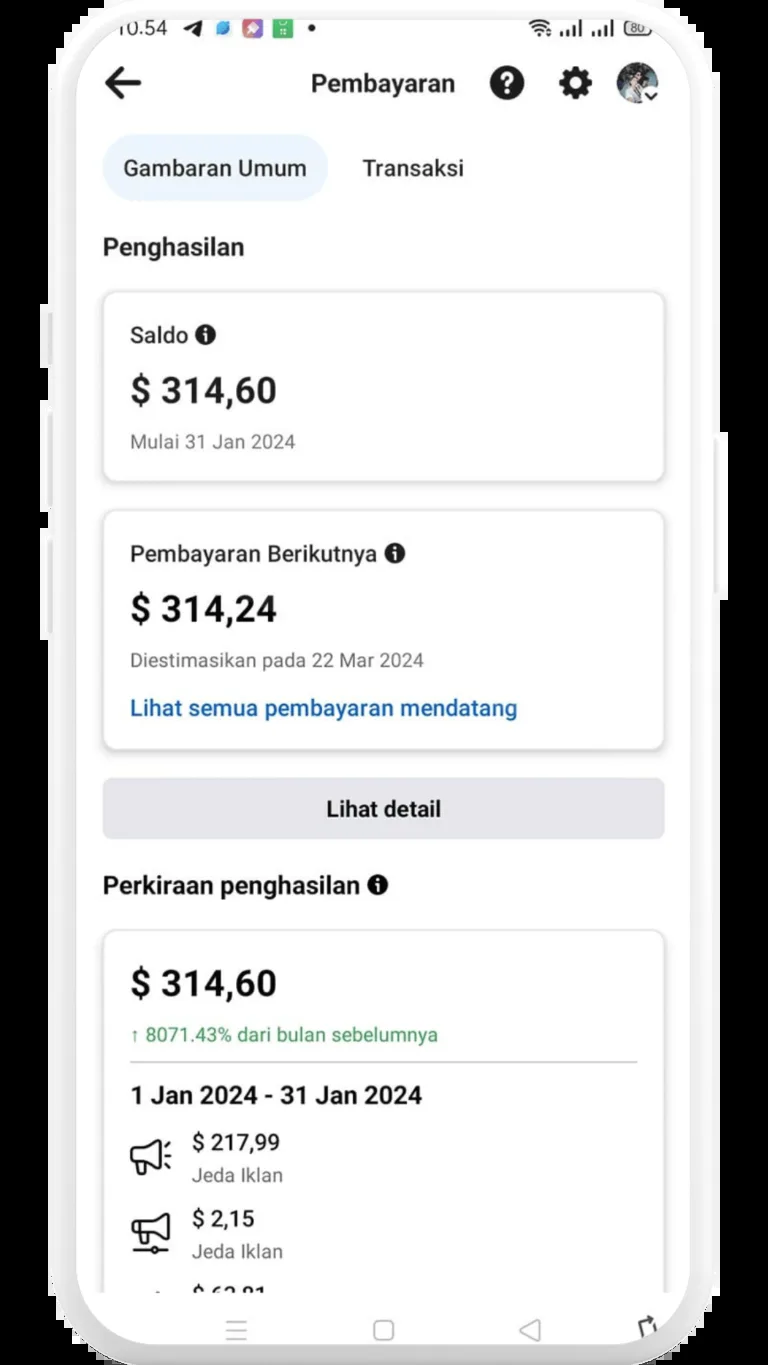 10.54
80
Pembayaran
Gambaran Umum
Transaksi
Penghasilan
Saldo
$ 314,60
Mulai 31 Jan 2024
Pembayaran Berikutnya
$ 314,24
Diestimasikan pada 22 Mar 2024
Lihat semua pembayaran mendatang
Lihat detail
Perkiraan penghasilan
$ 314,60
↑ 8071.43% dari bulan sebelumnya
1 Jan 2024 - 31 Jan 2024
$ 217,99
Jeda Iklan
$ 2,15
Jeda Iklan